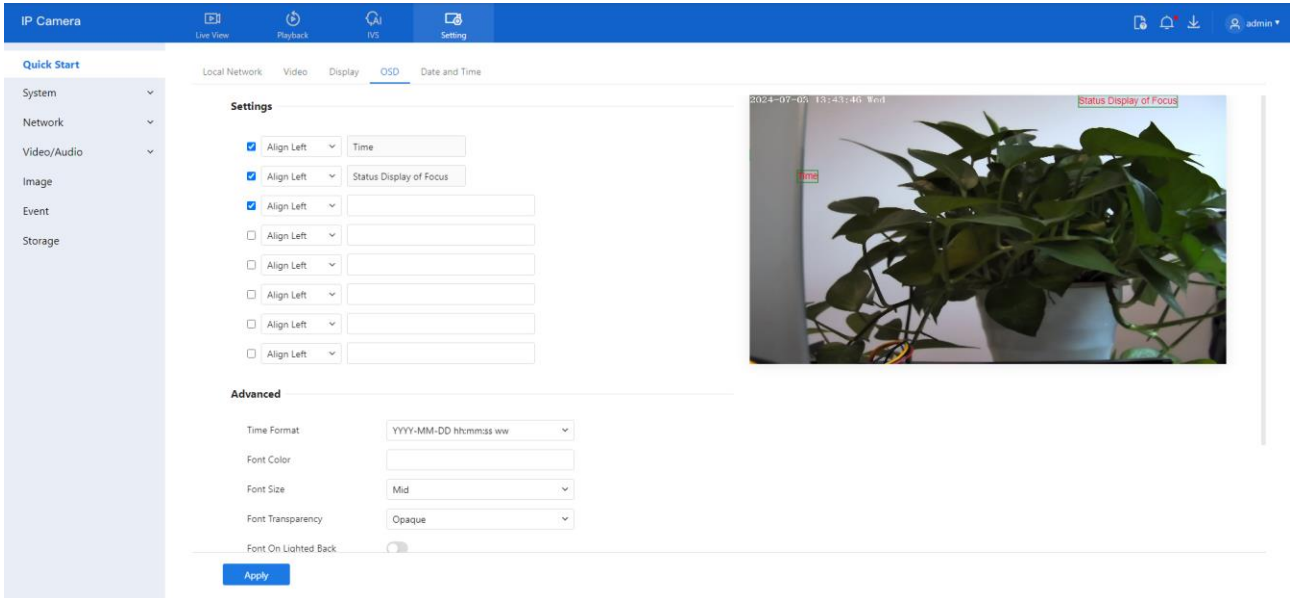 IP Camera
Live View
Playback
IVS
Setting
admin
Quick Start
System
Network
Video/Audio
Image
Event
Storage
Local Network Video Display OSD Date and Time
Settings
Align Left Time
Align Left Status Display of Focus
Align Left
Align Left
Align Left
Align Left
Align Left
Align Left
2024-07-03 13:43:46 Wed
Status Display of Focus
Time
Advanced
Time Format YYYY-MM-DD hh:mm:ss ww
Font Color
Font Size Mid
Font Transparency Opaque
Font On Lighted Back
Apply